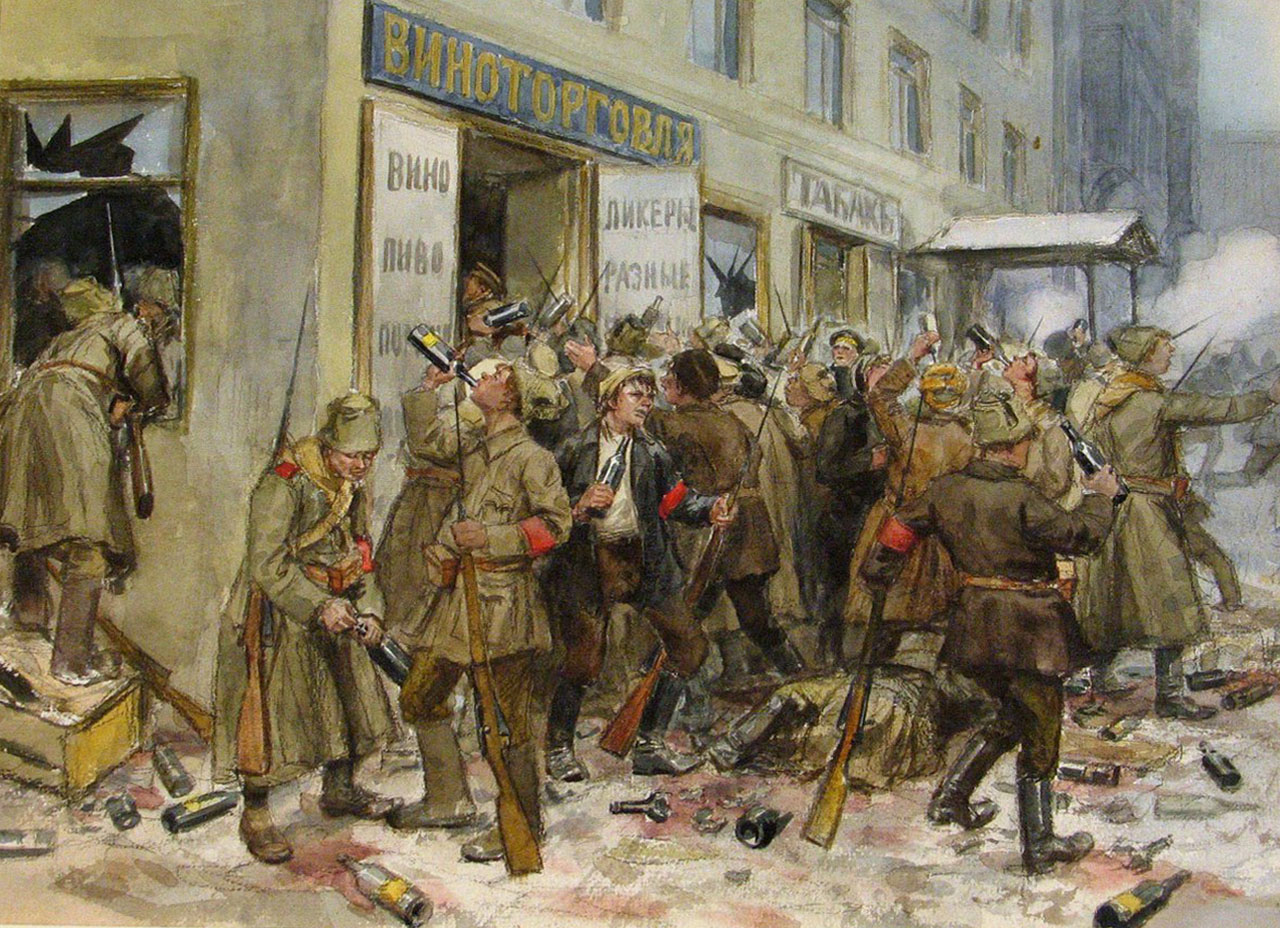 ВИНОТОРГОВЛЯ
ВИНО
ПИВО
ЛИКЕРЫ
РАЗНЫЕ
ТАБАКЪ